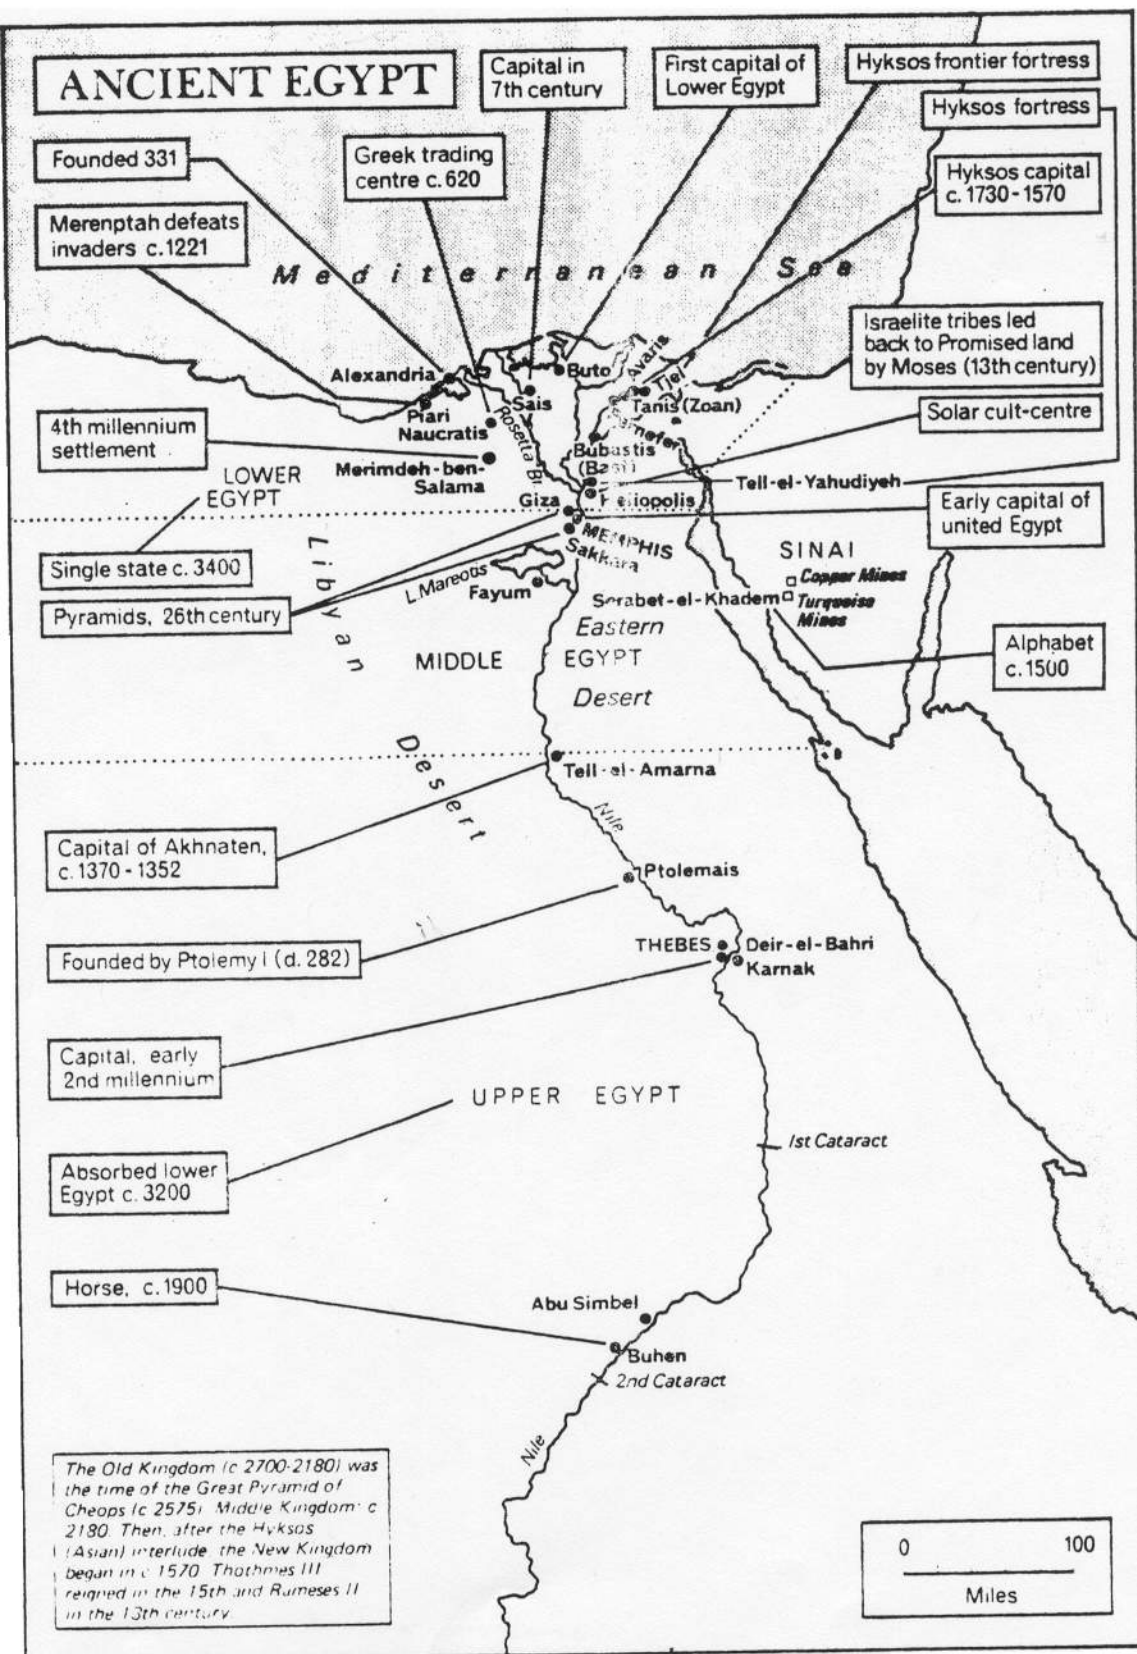 ANCIENT EGYPT
Capital in
7th century
First capital of
Lower Egypt
Hyksos frontier fortress
Hyksos fortress
Founded 331
Greek trading
centre c.620
Hyksos capital
c.1730-1570
Merenptah defeats
invaders c.1221
Mediterranean Sea
Israelite tribes led
back to Promised land
by Moses (13th century)
Alexandria
Buto
Avaris
Tjel
Piari
Sais
Tanis (Zoan)
Solar cult-centre
4th millennium
settlement
Naucratis
Rosetta Br.
Bubastis
Merimdeh-ben-
Salama
LOWER
EGYPT
Tell-el-Yahudiyeh
Giza
Heliopolis
Early capital of
united Egypt
MEMPHIS
Sakkara
SINAI
Single state c. 3400
Libyan
L.Mareotis
Copper Mines
Fayum
Serabet-el-Khadem
Turquoise
Mines
Pyramids, 26th century
Eastern
MIDDLE EGYPT
Desert
Alphabet
c.1500
Desert
Tell-el-Amarna
Nile
Capital of Akhnaten,
c. 1370 - 1352
Ptolemais
THEBES
Deir-el-Bahri
Karnak
Founded by Ptolemy I (d. 282)
Capital, early
2nd millennium
UPPER EGYPT
1st Cataract
Absorbed lower
Egypt c. 3200
Horse, c.1900
Abu Simbel
Buhen
2nd Cataract
Nile
The Old Kingdom (c 2700-2180) was
the time of the Great Pyramid of
Cheops (c 2575). Middle Kingdom: c
2180. Then, after the Hyksos
(Asian) interlude, the New Kingdom
began in c 1570. Thothmes III
reigned in the 15th and Rameses II
in the 13th century.
0 100
Miles